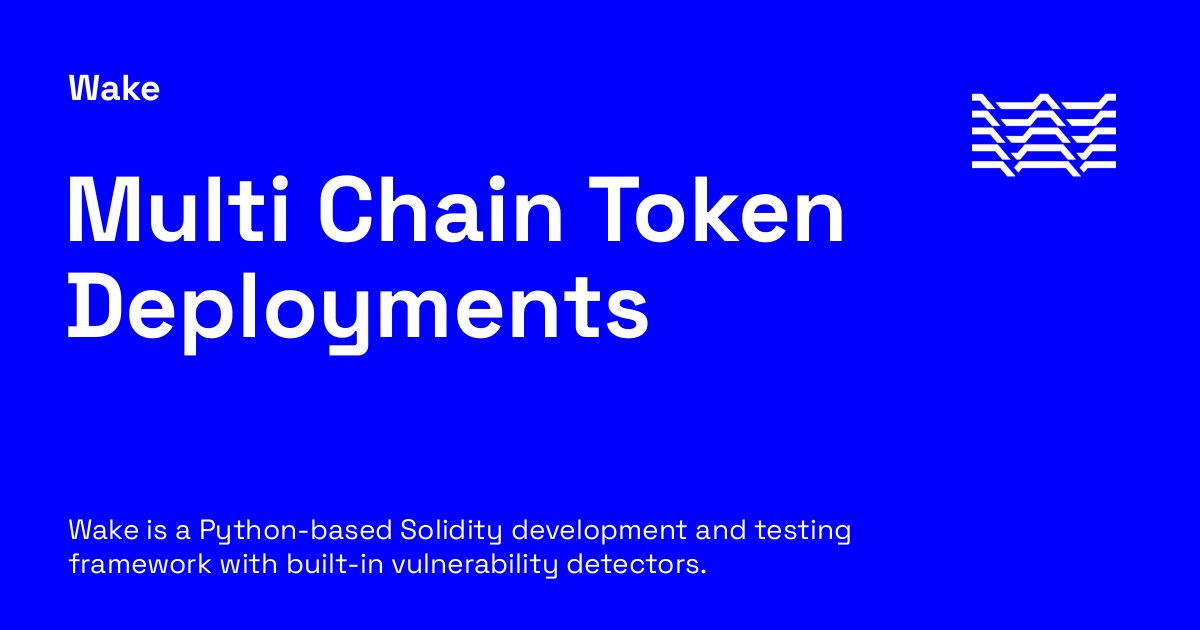 Wake
Multi Chain Token
Deployments
Wake is a Python-based Solidity development and testing
framework with built-in vulnerability detectors.